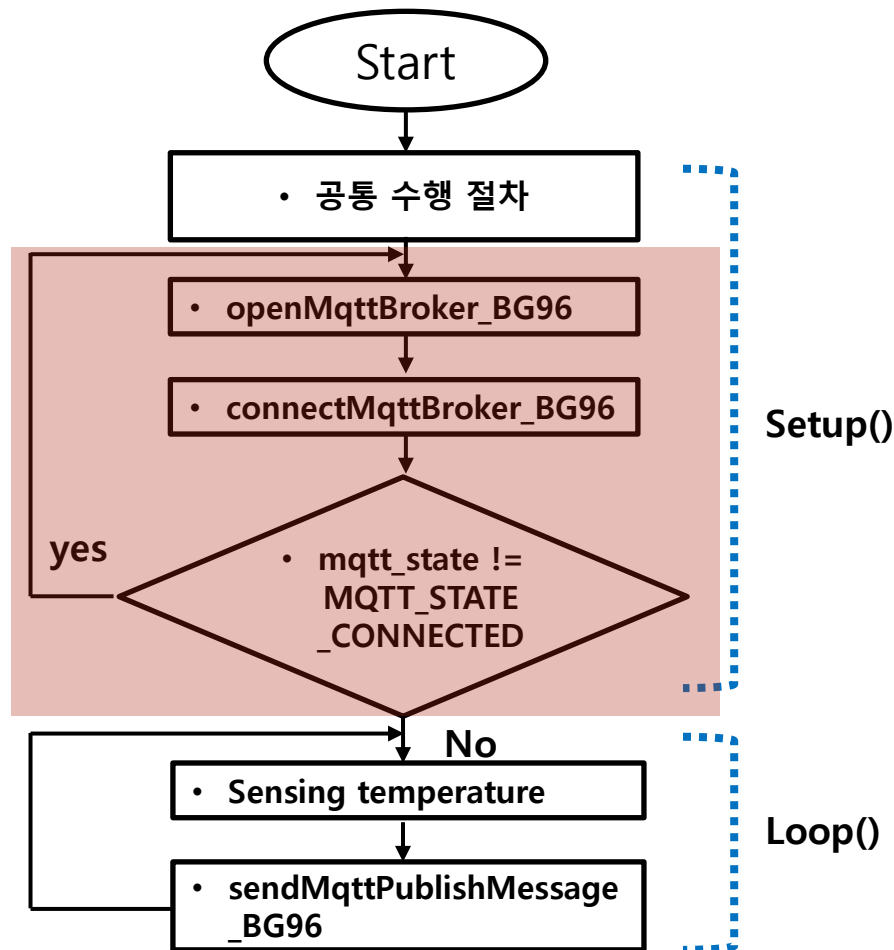 Start
• 공통 수행 절차
• openMqttBroker_BG96
• connectMqttBroker_BG96
Setup()
yes
• mqtt_state !=
MQTT_STATE
_CONNECTED
No
• Sensing temperature
Loop()
• sendMqttPublishMessage
_BG96